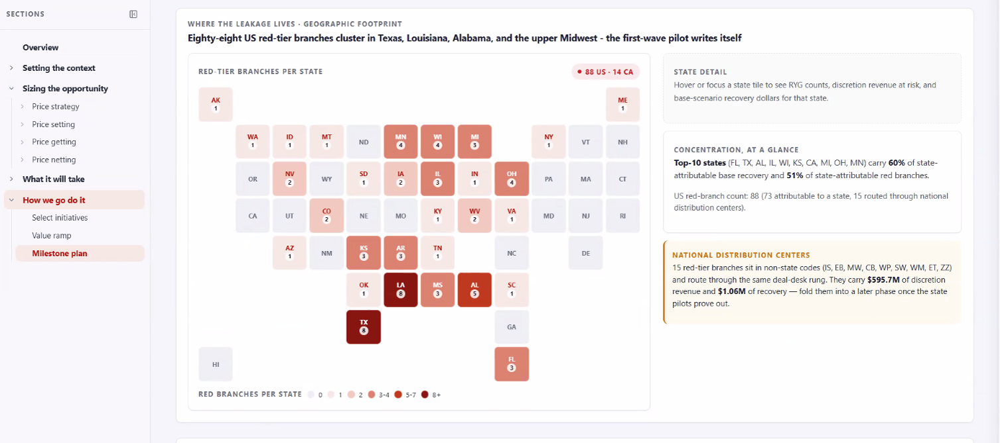 SECTIONS
Overview
Setting the context
Sizing the opportunity
Price strategy
Price setting
Price getting
Price netting
What it will take
How we go do it
Select initiatives
Value ramp
Milestone plan
WHERE THE LEAKAGE LIVES · GEOGRAPHIC FOOTPRINT
Eighty-eight US red-tier branches cluster in Texas, Louisiana, Alabama, and the upper Midwest - the first-wave pilot writes itself
RED-TIER BRANCHES PER STATE
88 US · 14 CA
AK
1
ME
1
WA
1
ID
1
MT
1
ND
MN
4
WI
4
MI
3
NY
1
VT
NH
OR
NV
2
WY
SD
1
IA
2
IL
3
IN
1
OH
4
PA
MA
CT
CA
UT
CO
2
NE
MO
KY
1
WV
2
VA
1
MD
NJ
RI
AZ
1
NM
KS
3
AR
3
TN
1
NC
DE
OK
1
LA
8
MS
3
AL
5
SC
1
TX
8
GA
HI
FL
3
RED BRANCHES PER STATE 0 1 2 3-4 5-7 8+
STATE DETAIL
Hover or focus a state tile to see RYG counts, discretion revenue at risk, and
base-scenario recovery dollars for that state.
CONCENTRATION, AT A GLANCE
Top-10 states (FL, TX, AL, IL, WI, KS, CA, MI, OH, MN) carry 60% of state-
attributable base recovery and 51% of state-attributable red branches.
US red-branch count: 88 (73 attributable to a state, 15 routed through national
distribution centers).
NATIONAL DISTRIBUTION CENTERS
15 red-tier branches sit in non-state codes (IS, EB, MW, CB, WP, SW, WM, ET, ZZ)
and route through the same deal-desk rung. They carry $595.7M of discretion
revenue and $1.06M of recovery — fold them into a later phase once the state
pilots prove out.